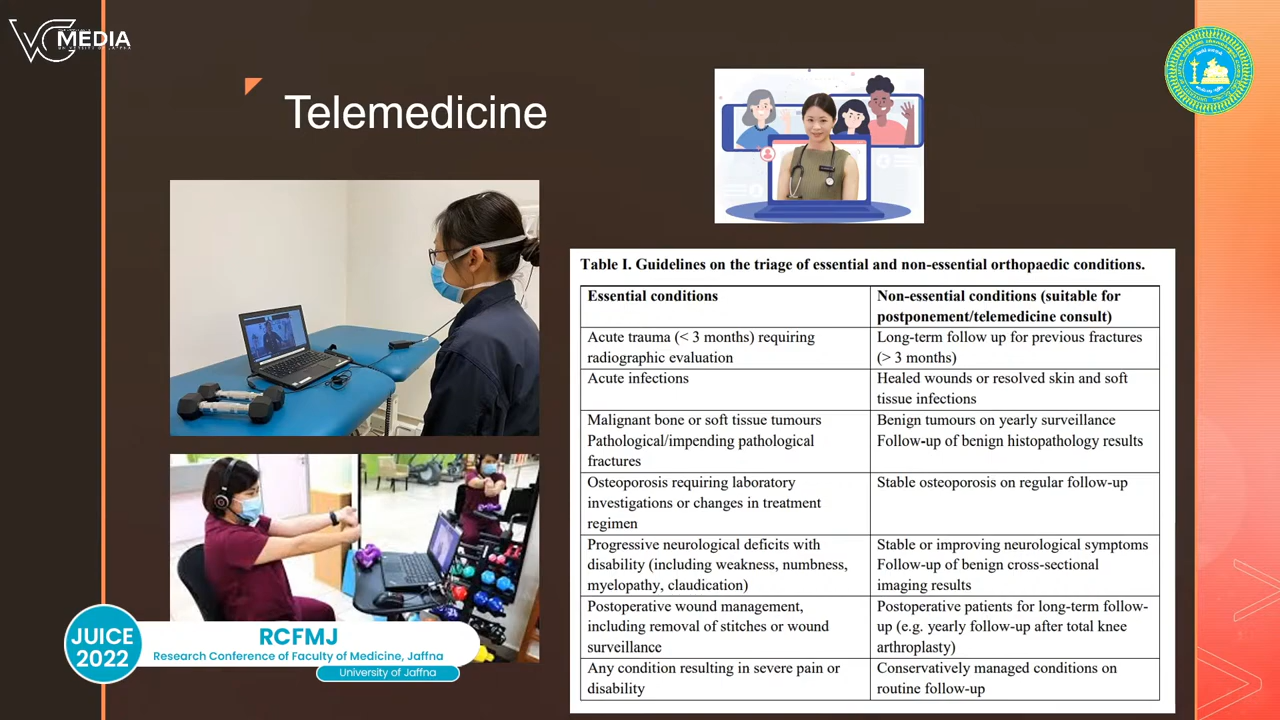 VC MEDIA
UNIVERSITY OF JAFFNA
Telemedicine
Table I. Guidelines on the triage of essential and non-essential orthopaedic conditions.
Essential conditions
Non-essential conditions (suitable for
postponement/telemedicine consult)
Acute trauma (< 3 months) requiring
radiographic evaluation
Long-term follow up for previous fractures
(> 3 months)
Acute infections
Healed wounds or resolved skin and soft
tissue infections
Malignant bone or soft tissue tumours
Pathological/impending pathological
fractures
Benign tumours on yearly surveillance
Follow-up of benign histopathology results
Osteoporosis requiring laboratory
investigations or changes in treatment
regimen
Stable osteoporosis on regular follow-up
Progressive neurological deficits with
disability (including weakness, numbness,
myelopathy, claudication)
Stable or improving neurological symptoms
Follow-up of benign cross-sectional
imaging results
Postoperative wound management,
including removal of stitches or wound
surveillance
Postoperative patients for long-term follow-
up (e.g. yearly follow-up after total knee
arthroplasty)
Any condition resulting in severe pain or
disability
Conservatively managed conditions on
routine follow-up
JUICE
2022
RCFMJ
Research Conference of Faculty of Medicine, Jaffna
University of Jaffna